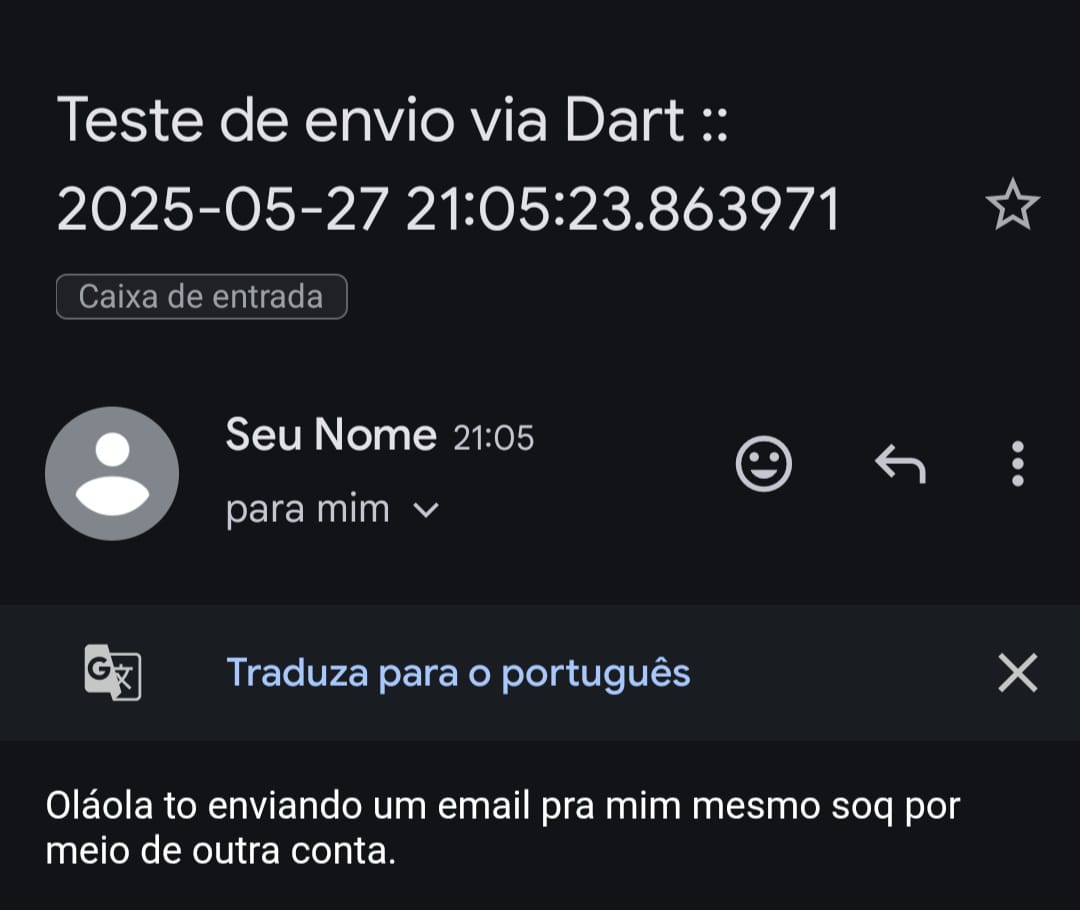 Teste de envio via Dart ::
2025-05-27 21:05:23.863971
Caixa de entrada
Seu Nome 21:05
para mim
G文
Traduza para o português
Oláola to enviando um email pra mim mesmo soq por
meio de outra conta.